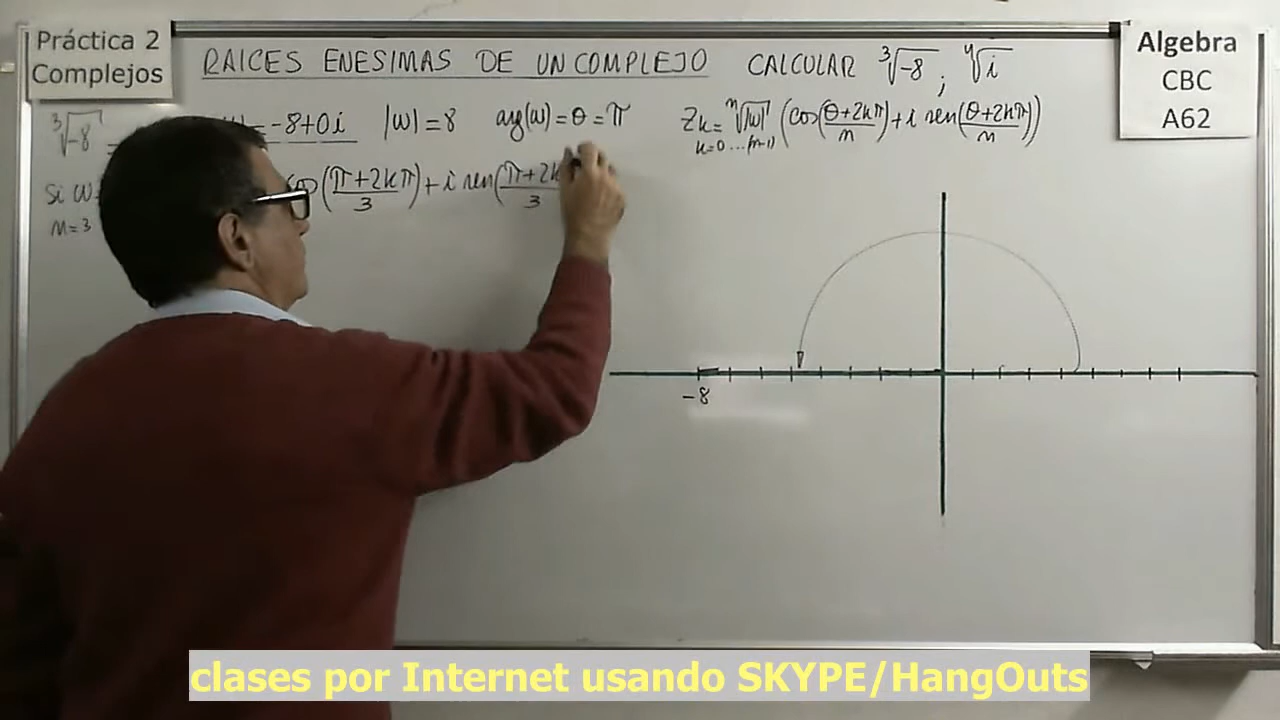 Práctica 2
Complejos
RAICES ENESIMAS DE UN COMPLEJO CALCULAR ∛-8 ; ∜i
Algebra
CBC
A62
∛-8 = = -8+0i |w| = 8 arg(w) = θ = π
Zk = ⁿ√|w| (cos(θ+2kπ/n) + i sen(θ+2kπ/n))
k=0...(n-1)
Si w (π+2kπ/3) + i sen(π+2k/3
n=3
-8
clases por Internet usando SKYPE/HangOuts